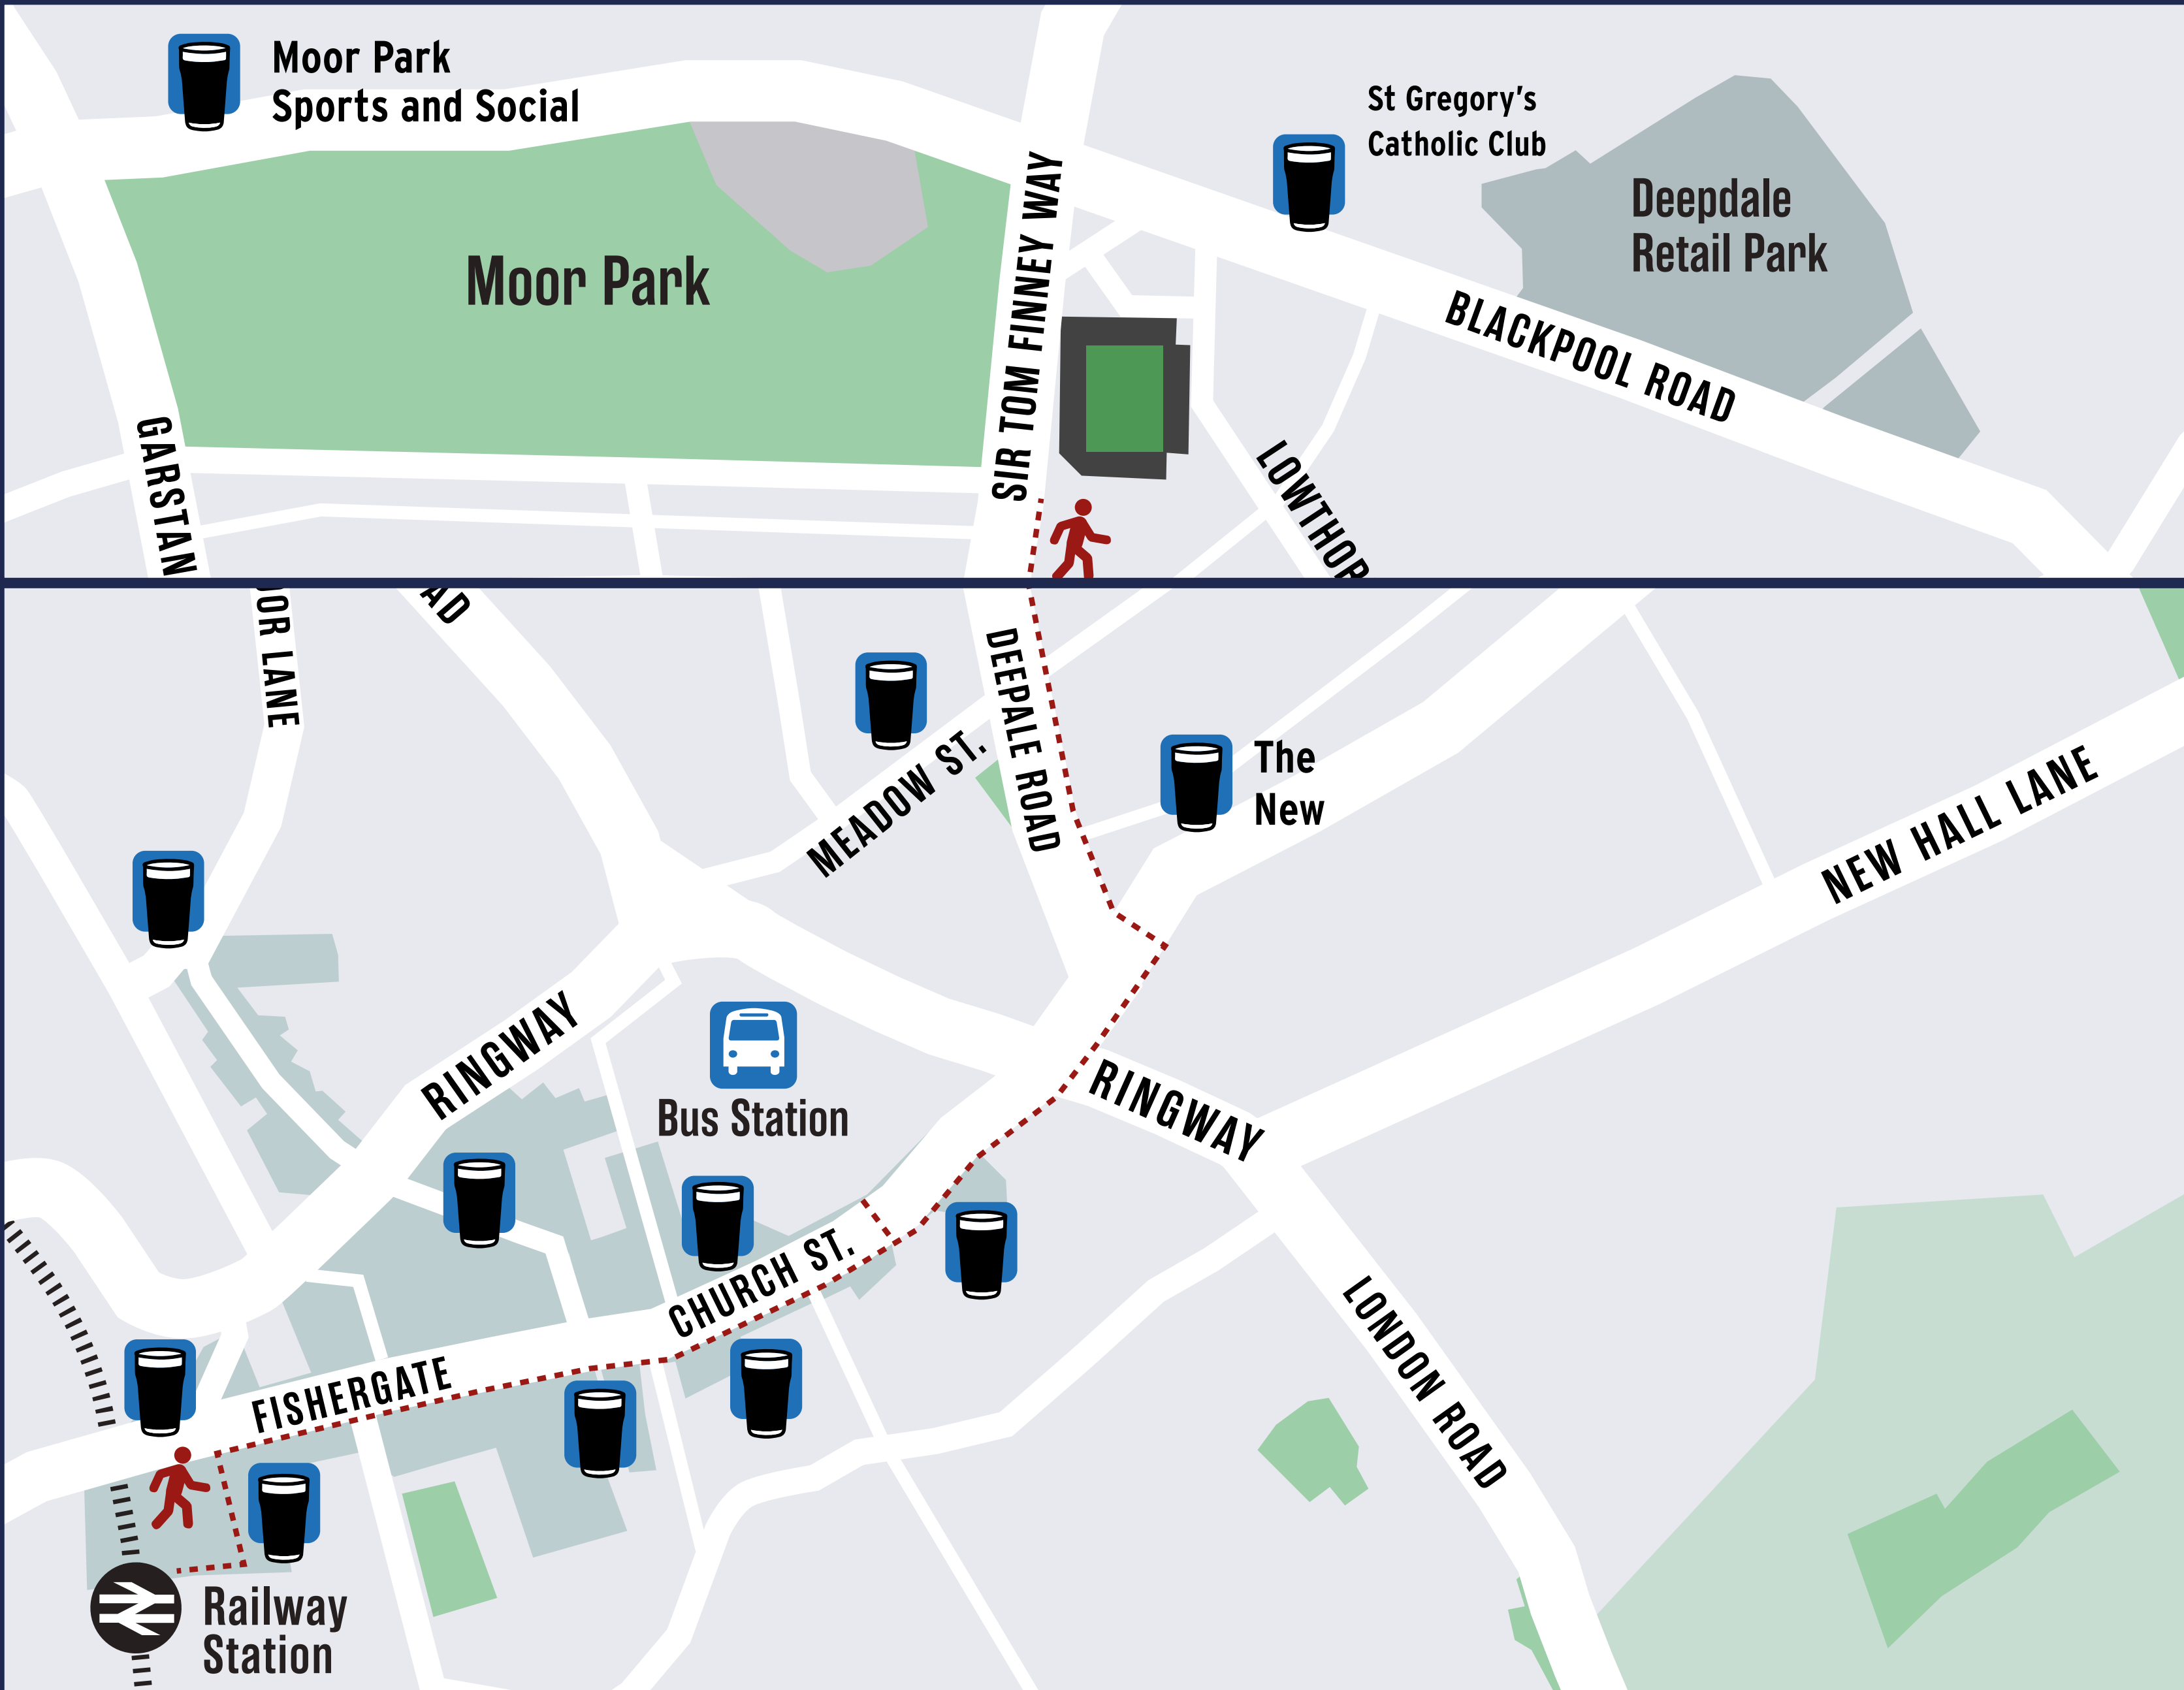 Moor Park
Sports and Social
St Gregory's
Catholic Club
Deepdale
Retail Park
Moor Park
SIR TOM FINNEY WAY
BLACKPOOL ROAD
GARSTAN
LOWTHOR
OOR LANE
AD
DEEPALE ROAD
MEADOW ST.
The
New
NEW HALL LANE
RINGWAY
Bus Station
RINGWAY
CHURCH ST.
LONDON ROAD
FISHERGATE
Railway
Station